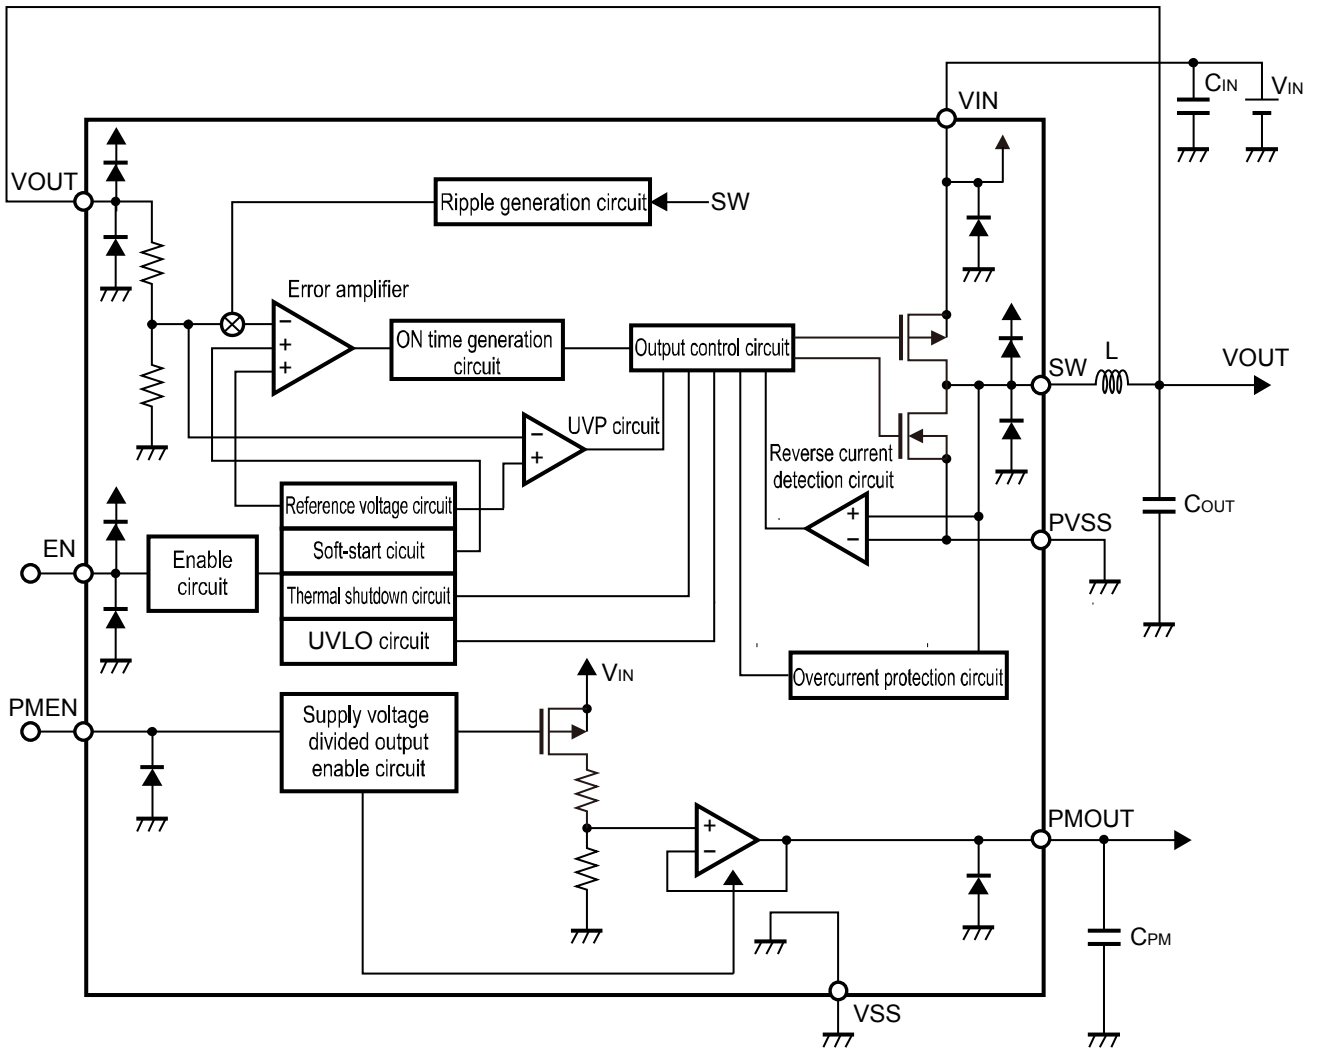 VIN
CIN
VIN
VOUT
Ripple generation circuit
SW
Error amplifier
−
+
+
ON time generation
circuit
Output control circuit
SW
L
VOUT
UVP circuit
−
+
Reverse current
detection circuit
+
−
Reference voltage circuit
Soft-start cicuit
Thermal shutdown circuit
UVLO circuit
EN
Enable
circuit
PVSS
COUT
Overcurrent protection circuit
VIN
PMEN
Supply voltage
divided output
enable circuit
+
−
PMOUT
CPM
VSS